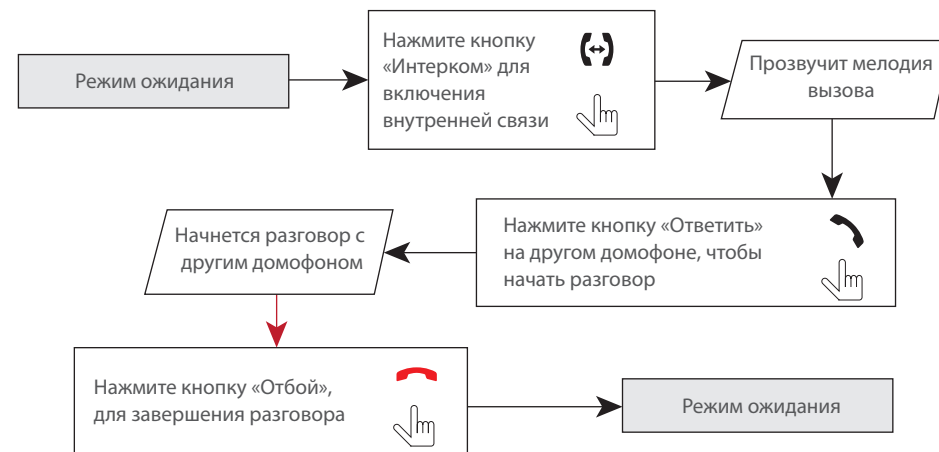 Режим ожидания
Нажмите кнопку
«Интерком» для
включения
внутренней связи
Прозвучит мелодия
вызова
Нажмите кнопку «Ответить»
на другом домофоне, чтобы
начать разговор
Начнется разговор с
другим домофоном
Нажмите кнопку «Отбой»,
для завершения разговора
Режим ожидания